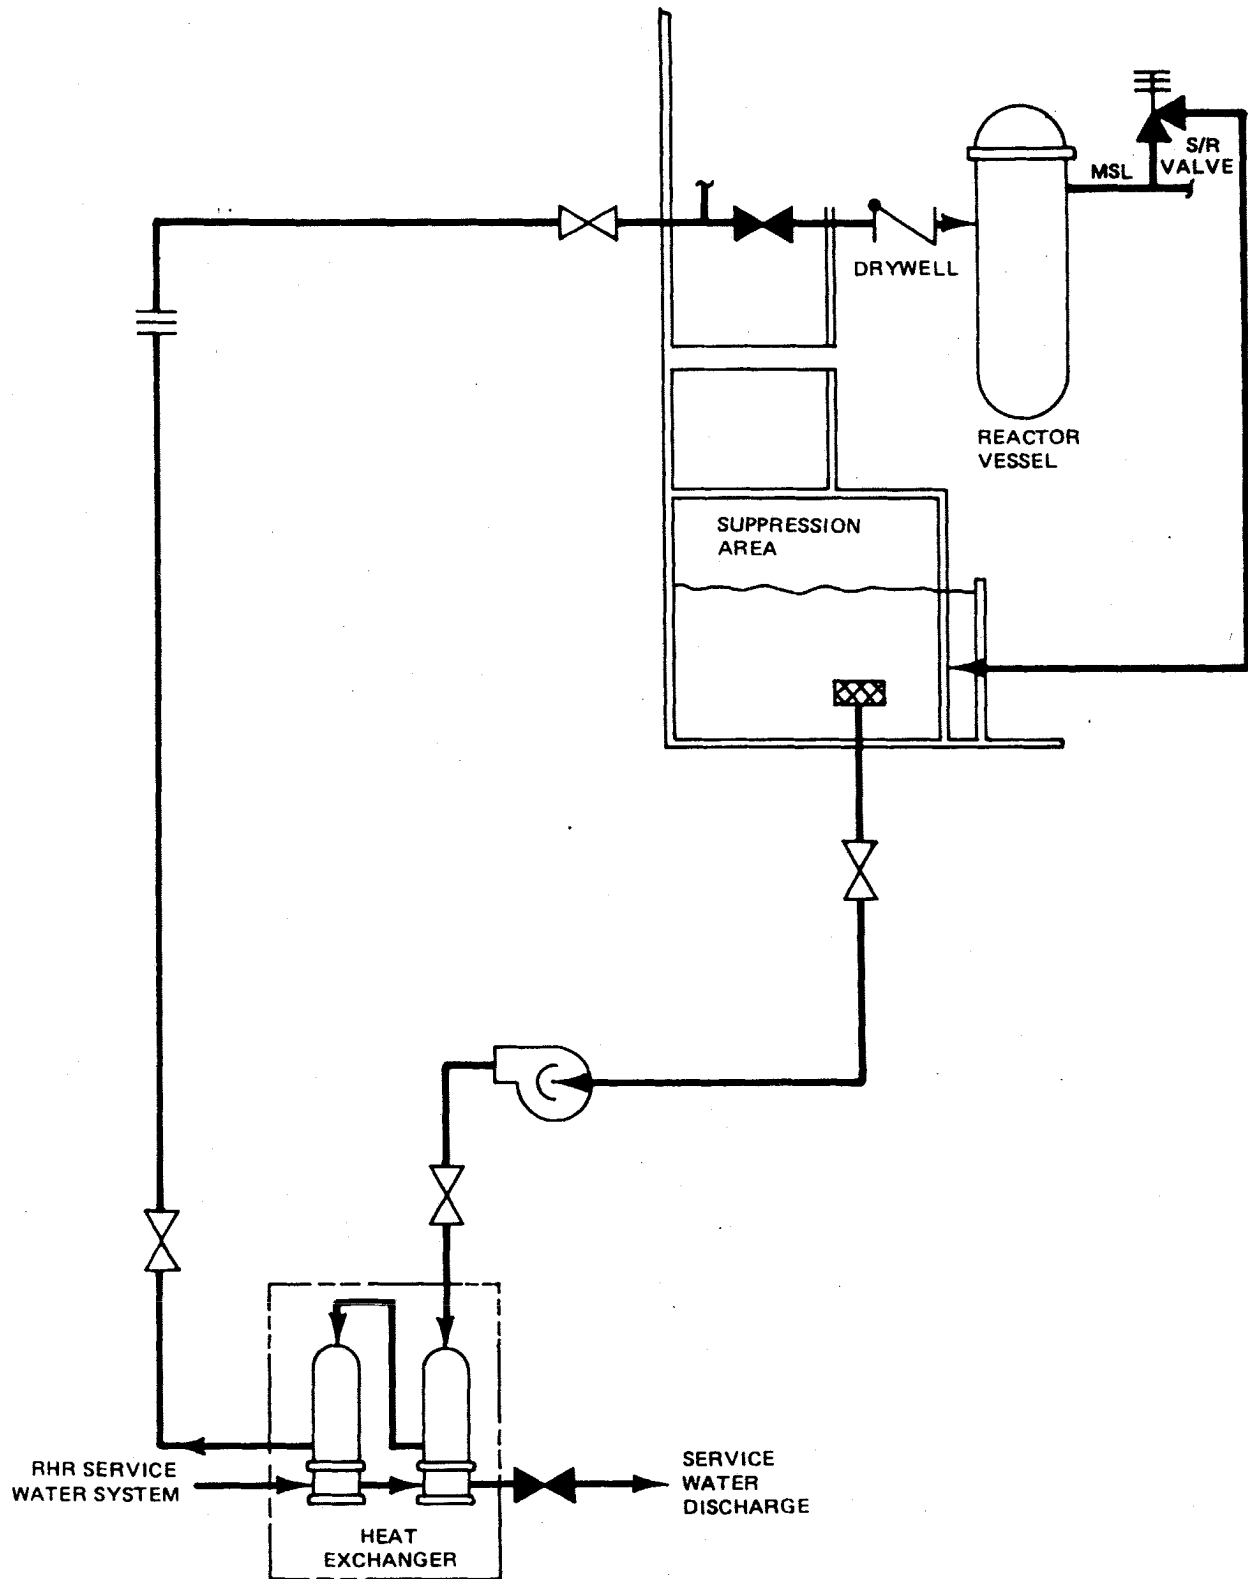 S/R
VALVE
MSL
DRYWELL
REACTOR
VESSEL
SUPPRESSION
AREA
RHR SERVICE
WATER SYSTEM
SERVICE
WATER
DISCHARGE
HEAT
EXCHANGER